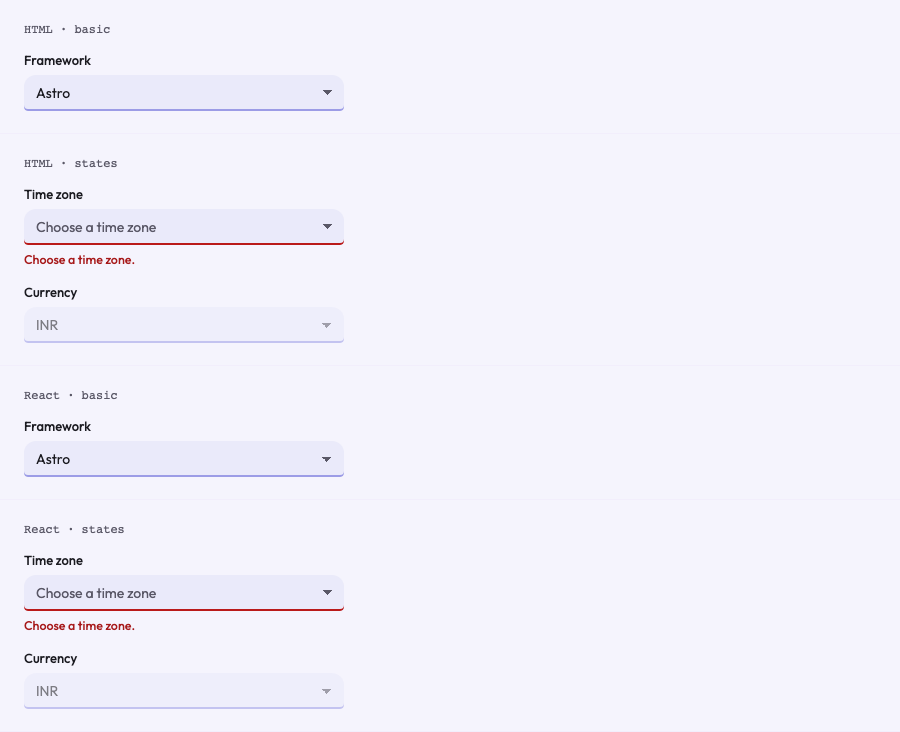 HTML · basic
Framework
Astro
HTML · states
Time zone
Choose a time zone
Choose a time zone.
Currency
INR
React · basic
Framework
Astro
React · states
Time zone
Choose a time zone
Choose a time zone.
Currency
INR